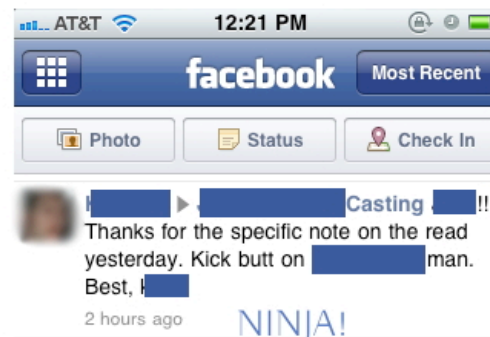 AT&T 12:21 PM
facebook Most Recent
Photo Status Check In
Casting !!
Thanks for the specific note on the read
yesterday. Kick butt on man.
Best,
2 hours ago NINJA!